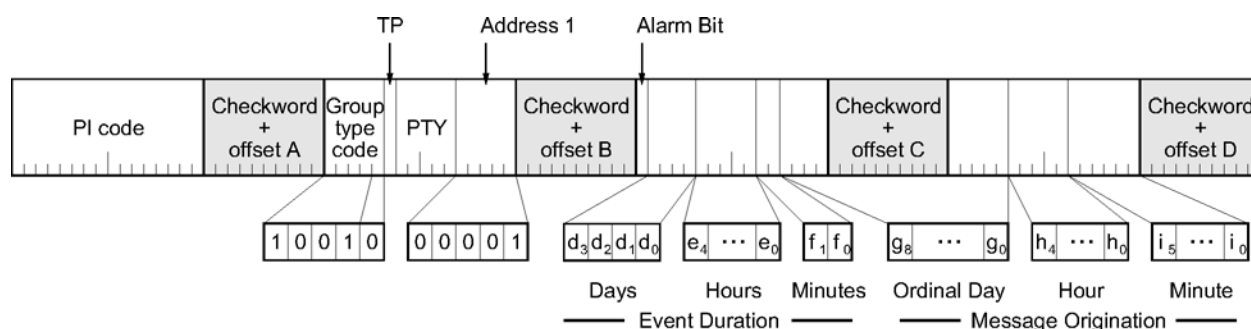 TP Address 1 Alarm Bit
PI code
Checkword
+
offset A
Group
type
code
PTY
Checkword
+
offset B
Checkword
+
offset C
Checkword
+
offset D
1 0 0 1 0
0 0 0 0 1
d3 d2 d1 d0
e4 ... e0
f1 f0
g8 ... g0
h4 ... h0
i5 ... i0
Days Hours Minutes Ordinal Day Hour Minute
Event Duration Message Origination